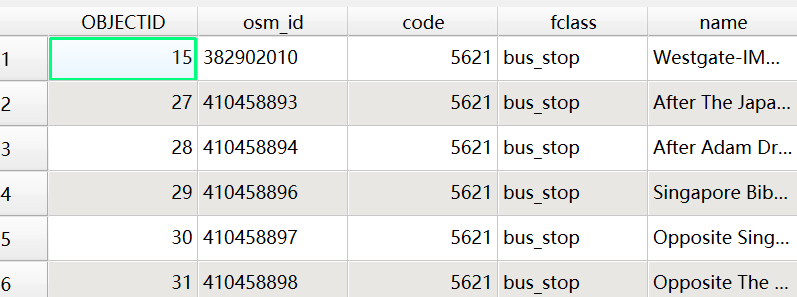 OBJECTID osm_id code fclass name
1 15 382902010 5621 bus_stop Westgate-IM...
2 27 410458893 5621 bus_stop After The Japa...
3 28 410458894 5621 bus_stop After Adam Dr...
4 29 410458896 5621 bus_stop Singapore Bib...
5 30 410458897 5621 bus_stop Opposite Sing...
6 31 410458898 5621 bus_stop Opposite The ...